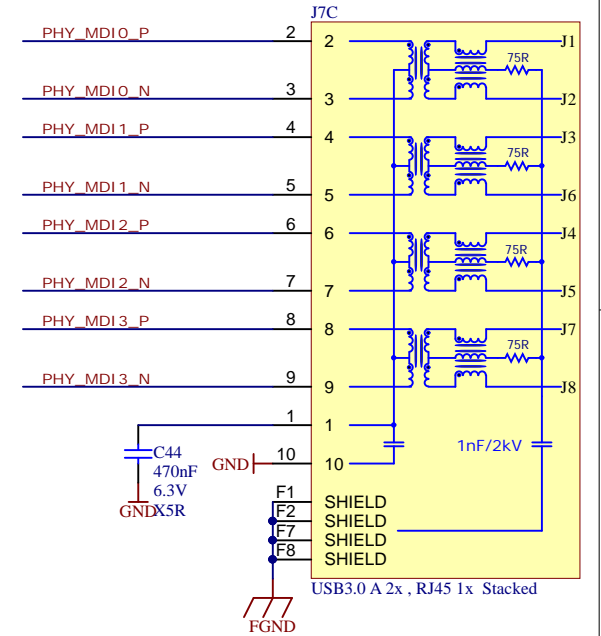 J7C
PHY_MDI0_P 2 2 J1
75R
PHY_MDI0_N 3 3 J2
PHY_MDI1_P 4 4 J3
75R
PHY_MDI1_N 5 5 J6
PHY_MDI2_P 6 6 J4
75R
PHY_MDI2_N 7 7 J5
PHY_MDI3_P 8 8 J7
75R
PHY_MDI3_N 9 9 J8
1 1
C44 1nF/2kV
GND 10 10
470nF
6.3V
GND X5R
F1 SHIELD
F2 SHIELD
F7 SHIELD
F8 SHIELD
USB3.0 A 2x , RJ45 1x Stacked
FGND